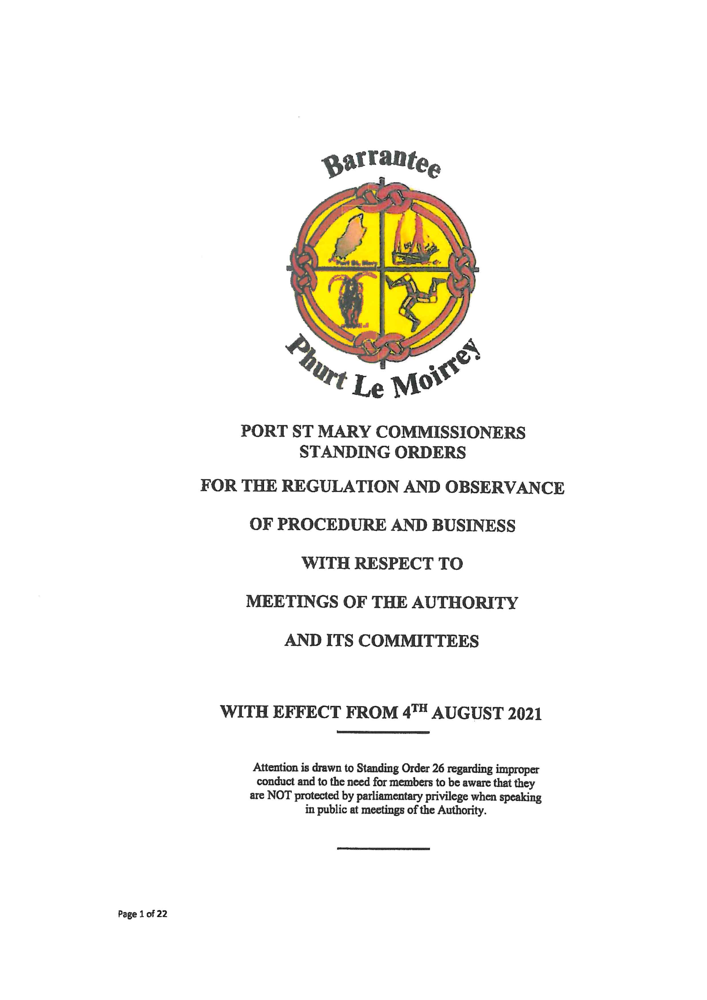 Barrantee
Port St. Mary
Phurt Le Moirrey
PORT ST MARY COMMISSIONERS
STANDING ORDERS
FOR THE REGULATION AND OBSERVANCE
OF PROCEDURE AND BUSINESS
WITH RESPECT TO
MEETINGS OF THE AUTHORITY
AND ITS COMMITTEES
WITH EFFECT FROM 4TH AUGUST 2021
Attention is drawn to Standing Order 26 regarding improper
conduct and to the need for members to be aware that they
are NOT protected by parliamentary privilege when speaking
in public at meetings of the Authority.
Page 1 of 22